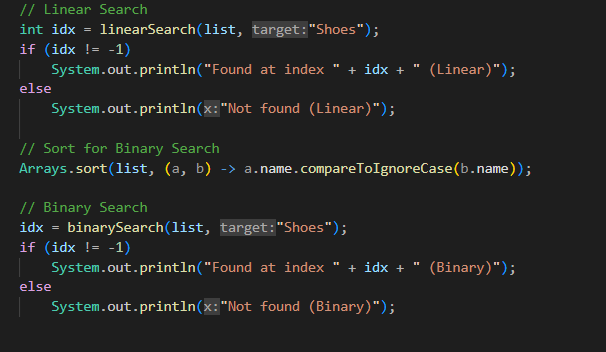 // Linear Search
int idx = linearSearch(list, target:"Shoes");
if (idx != -1)
    System.out.println("Found at index " + idx + " (Linear)");
else
    System.out.println(x:"Not found (Linear)");

// Sort for Binary Search
Arrays.sort(list, (a, b) -> a.name.compareToIgnoreCase(b.name));

// Binary Search
idx = binarySearch(list, target:"Shoes");
if (idx != -1)
    System.out.println("Found at index " + idx + " (Binary)");
else
    System.out.println(x:"Not found (Binary)");